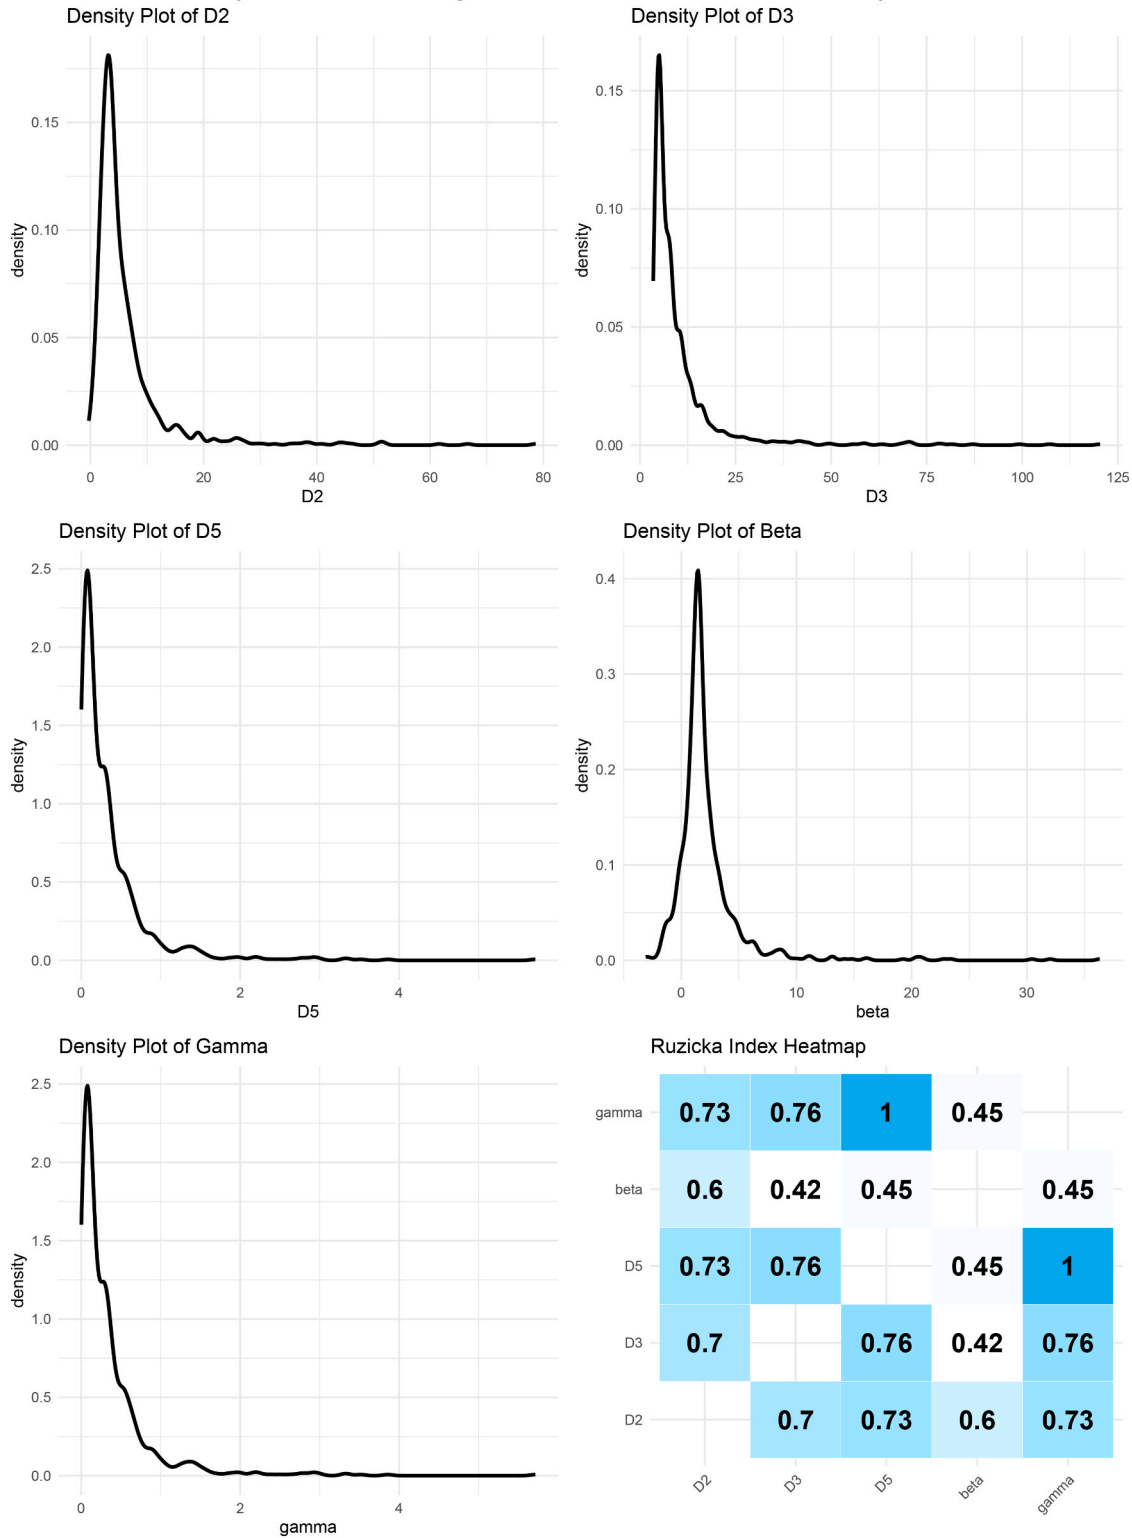 Density Plot of D2
density
0.15
0.10
0.05
0.00
0 20 40 60 80
D2
Density Plot of D3
density
0.15
0.10
0.05
0.00
0 25 50 75 100 125
D3
Density Plot of D5
density
2.5
2.0
1.5
1.0
0.5
0.0
0 2 4
D5
Density Plot of Beta
density
0.4
0.3
0.2
0.1
0.0
0 10 20 30
beta
Density Plot of Gamma
density
2.5
2.0
1.5
1.0
0.5
0.0
0 2 4
gamma
Ruzicka Index Heatmap
gamma 0.73 0.76 1 0.45
beta 0.6 0.42 0.45 0.45
D5 0.73 0.76 0.45 1
D3 0.7 0.76 0.42 0.76
D2 0.7 0.73 0.6 0.73
D2 D3 D5 beta gamma